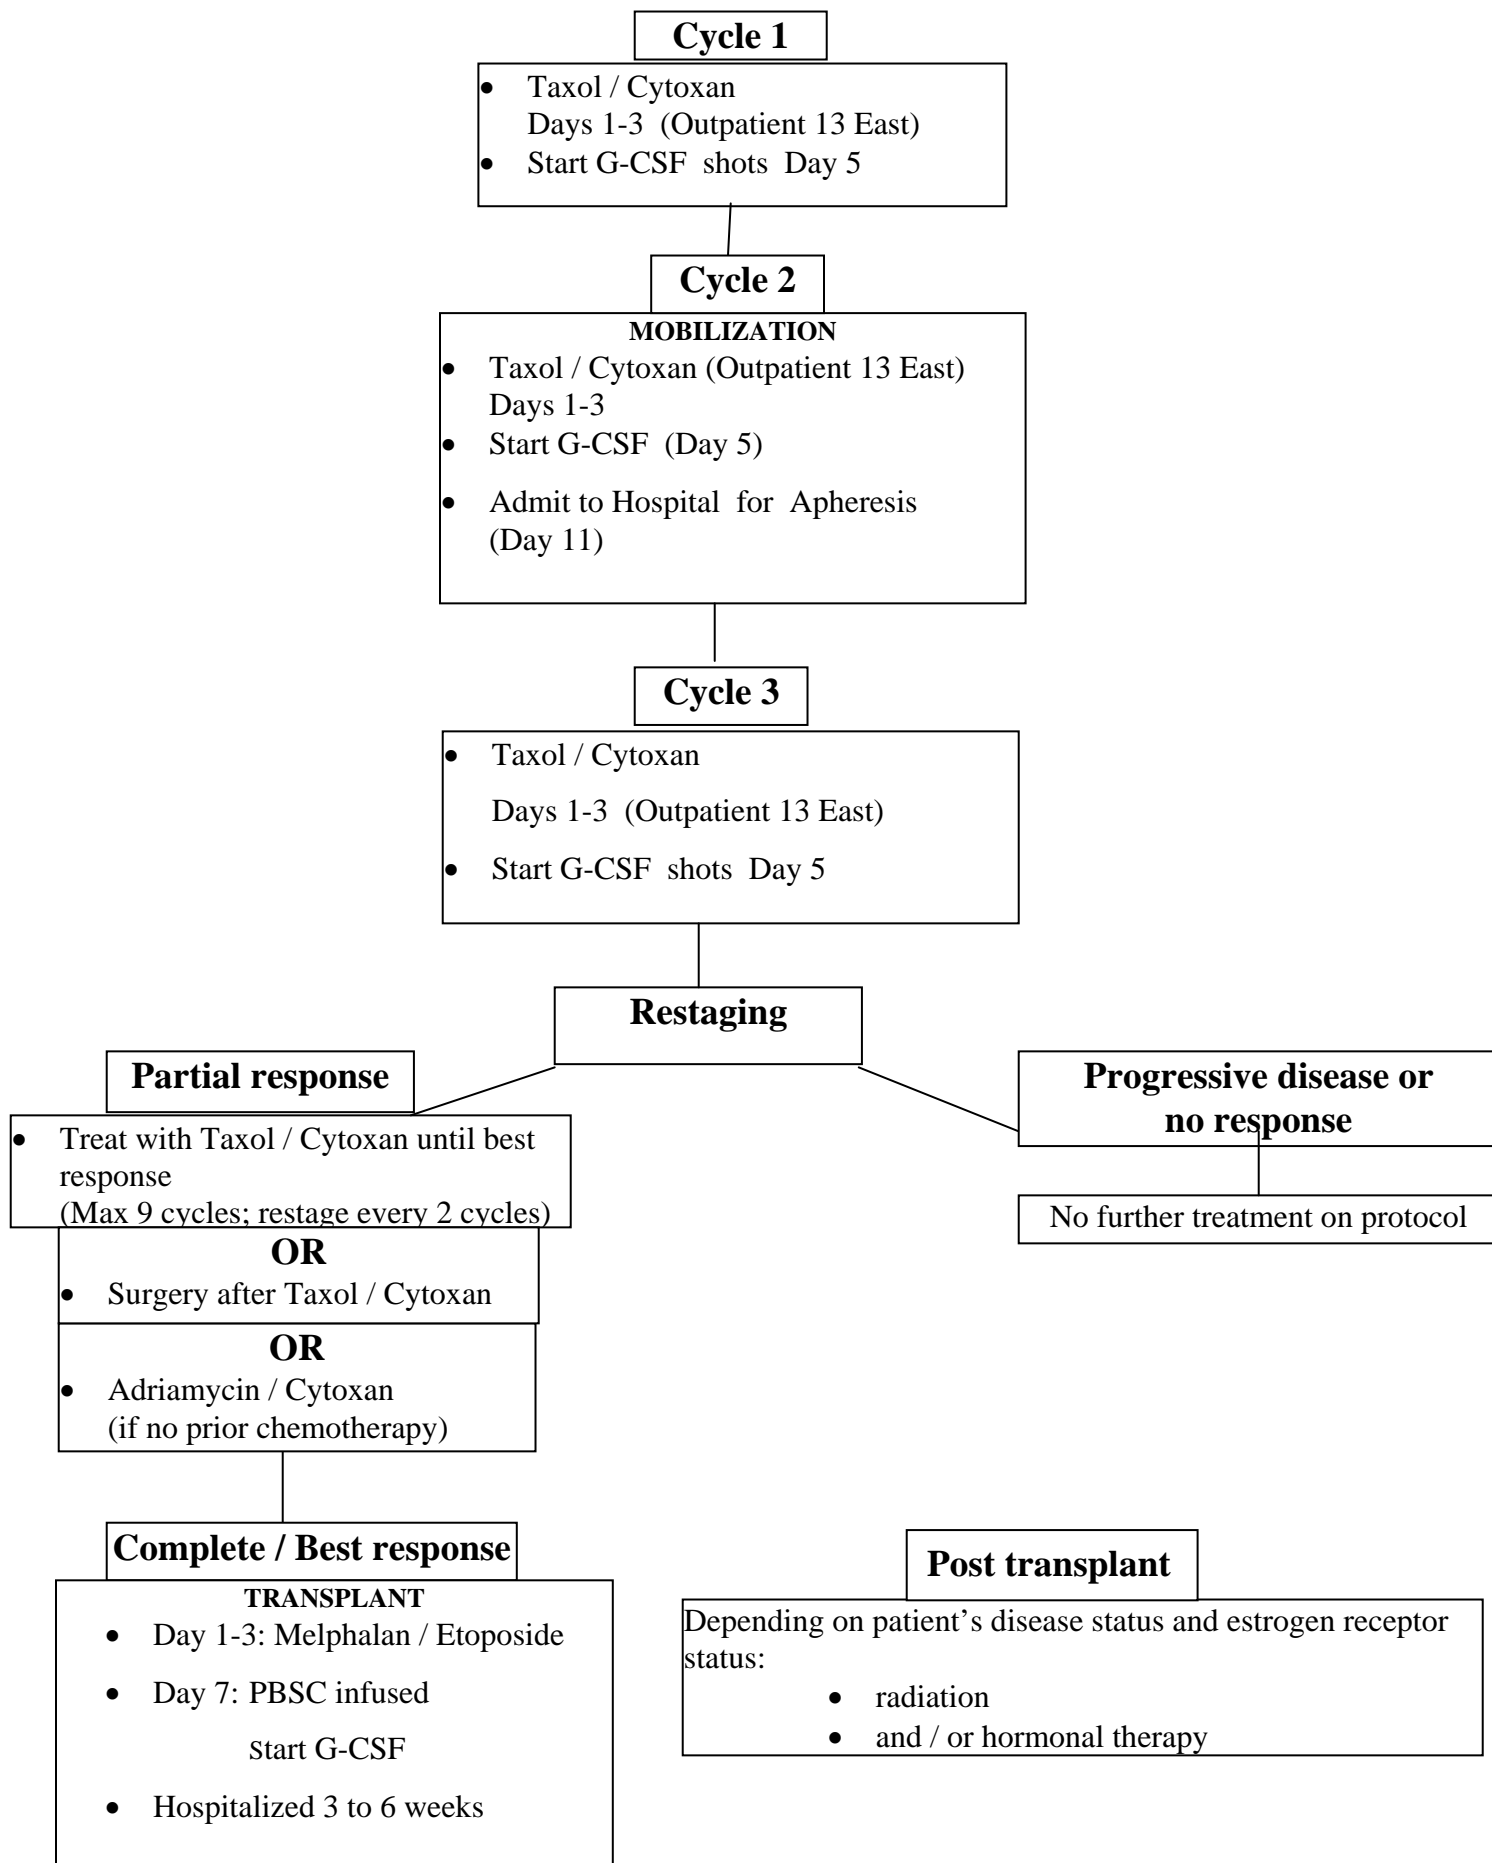 Cycle 1
• Taxol / Cytoxan
Days 1-3 (Outpatient 13 East)
• Start G-CSF shots Day 5
Cycle 2
MOBILIZATION
• Taxol / Cytoxan (Outpatient 13 East)
Days 1-3
• Start G-CSF (Day 5)
• Admit to Hospital for Apheresis
(Day 11)
Cycle 3
• Taxol / Cytoxan
Days 1-3 (Outpatient 13 East)
• Start G-CSF shots Day 5
Restaging
Partial response
• Treat with Taxol / Cytoxan until best
response
(Max 9 cycles; restage every 2 cycles)
OR
• Surgery after Taxol / Cytoxan
OR
• Adriamycin / Cytoxan
(if no prior chemotherapy)
Progressive disease or
no response
No further treatment on protocol
Complete / Best response
TRANSPLANT
• Day 1-3: Melphalan / Etoposide
• Day 7: PBSC infused
Start G-CSF
• Hospitalized 3 to 6 weeks
Post transplant
Depending on patient’s disease status and estrogen receptor
status:
• radiation
• and / or hormonal therapy